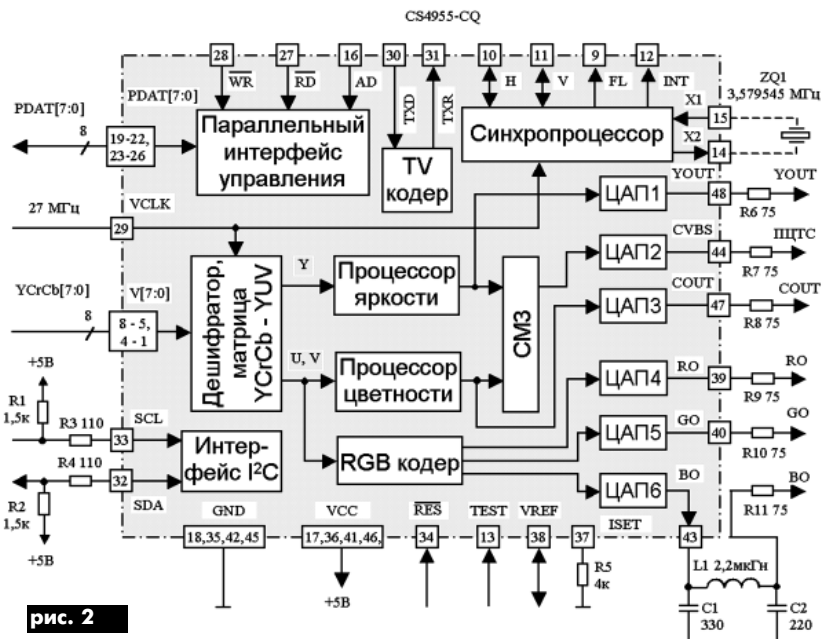 CS4955-CQ
28 27 16 30 31 10 11 9 12
WR RD AD TXD TXR H V FL INT
ZQ1
3,579545 МГц
PDAT[7:0] PDAT[7:0]
8
19-22,
23-26
Параллельный
интерфейс
управления
TV
кодер
Синхропроцессор
X1
15
X2
14
27 МГц VCLK
29
YOUT YOUT
ЦАП1 48
R6 75
CVBS ПЦТС
ЦАП2 44
R7 75
COUT COUT
ЦАП3 47
R8 75
YCrCb[7:0] V[7:0]
8
8 - 5,
4 - 1
Дешифратор,
матрица
YCrCb - YUV
Y
Процессор
яркости
U, V
Процессор
цветности
СМЗ
RO RO
ЦАП4 39
R9 75
GO GO
ЦАП5 40
R10 75
BO BO
ЦАП6
R11 75
RGB кодер
+5В
R1
1,5к
R3 110
SCL
33
R4 110
32
SDA
R2
1,5к
+5В
Интер-
фейс I²C
GND VCC RES TEST VREF ISET
18,35,42,45 17,36,41,46, 34 13 38 37 43
+5В
R5
4к
L1 2,2мкГн
C1
330
C2
220
рис. 2